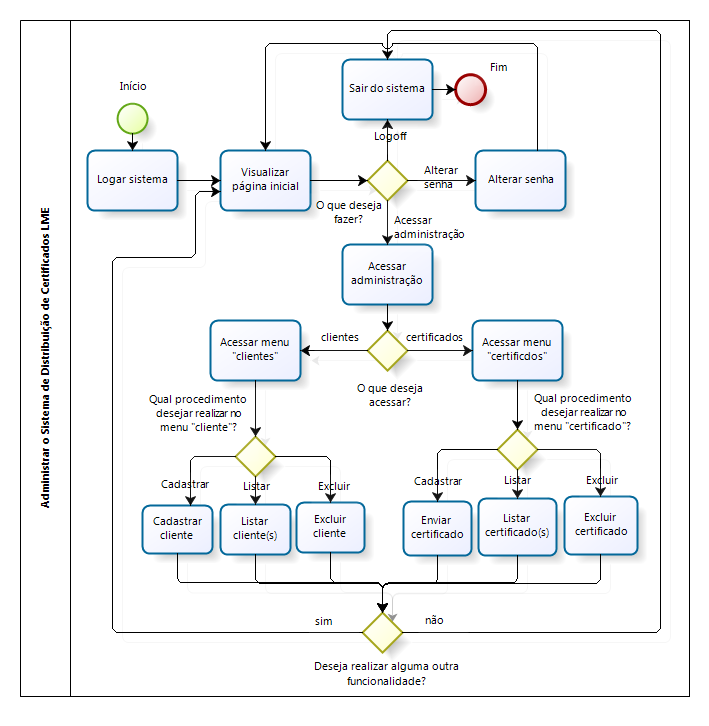 Administrar o Sistema de Distribuição de Certificados LME
Início
Logar sistema
Visualizar
página inicial
Sair do sistema
Fim
Logoff
O que deseja
fazer?
Alterar
senha
Alterar senha
Acessar
administração
Acessar
administração
clientes
certificados
O que deseja
acessar?
Acessar menu
"clientes"
Acessar menu
"certificdos"
Qual procedimento
desejar realizar no
menu "cliente"?
Qual procedimento
desejar realizar no
menu "certificado"?
Cadastrar
Listar
Excluir
Cadastrar
Listar
Excluir
Cadastrar
cliente
Listar
cliente(s)
Excluir
cliente
Enviar
certificado
Listar
certificado(s)
Excluir
certificado
sim
não
Deseja realizar alguma outra
funcionalidade?